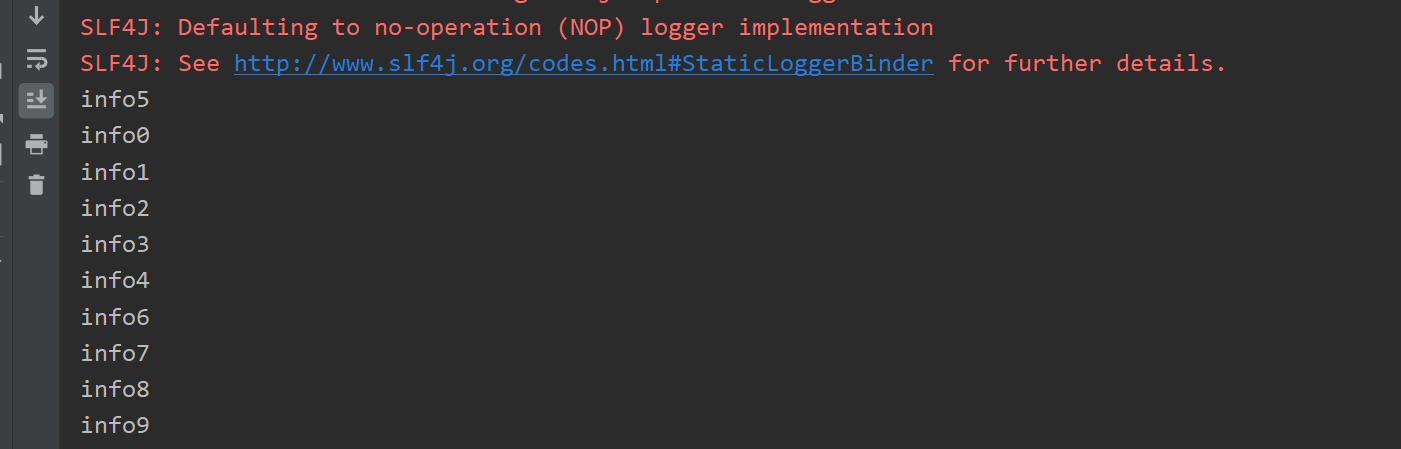 SLF4J: Defaulting to no-operation (NOP) logger implementation
SLF4J: See http://www.slf4j.org/codes.html#StaticLoggerBinder for further details.
info5
info0
info1
info2
info3
info4
info6
info7
info8
info9